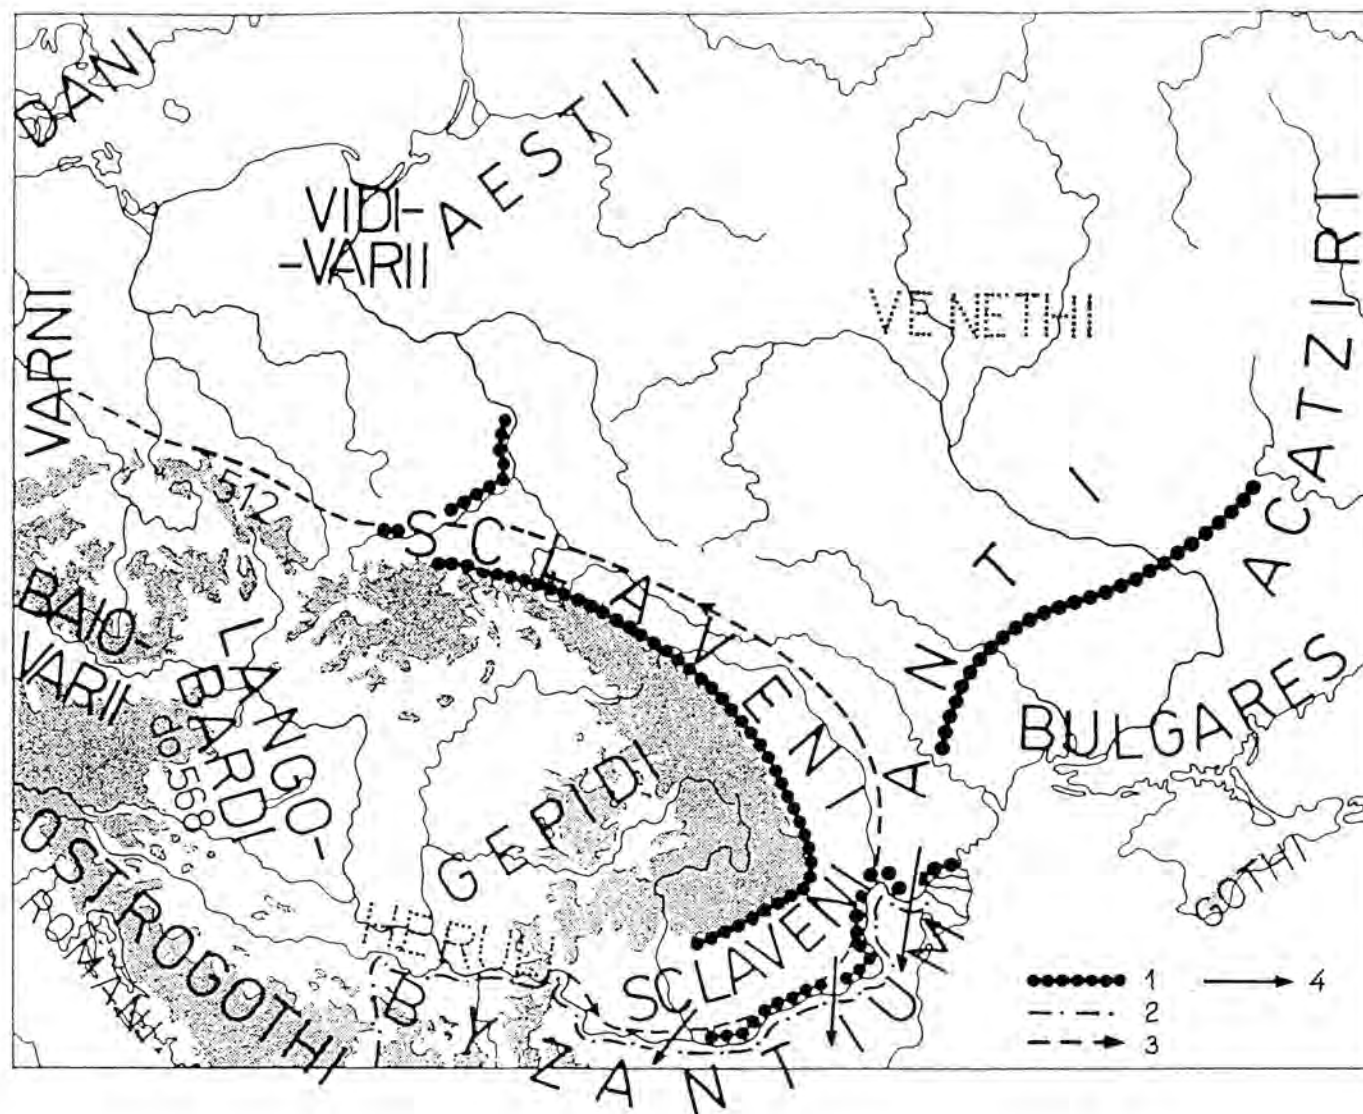 DANI
AESTII
VIDI-
-VARII
VENETHI
ACATZIRI
VARNI
512
SCLAVENI
ANTI
BAIO-
VARII
LANGO-
BARDI
do 568
GEPIDI
BULGARES
GOTHI
OSTROGOTHI
ROMANI
HERULI
SCLAVENI
BYZANTIUM
1
2
3
4